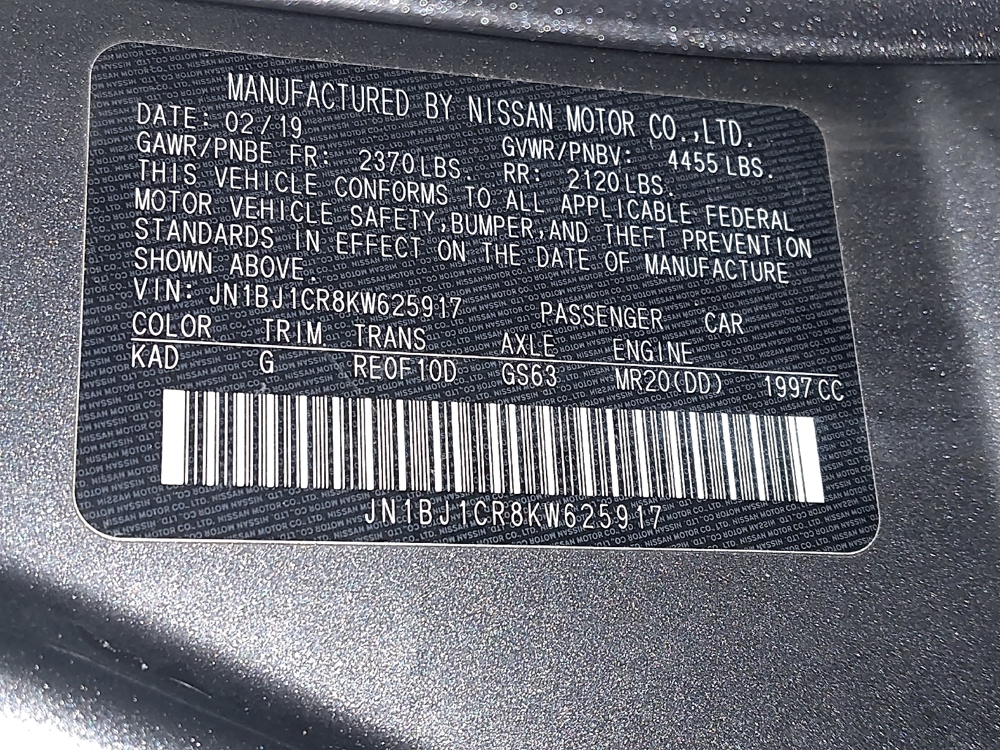 MANUFACTURED BY NISSAN MOTOR CO.,LTD.
DATE: 02/19 GVWR/PNBV: 4455 LBS.
GAWR/PNBE FR: 2370 LBS. RR: 2120 LBS.
THIS VEHICLE CONFORMS TO ALL APPLICABLE FEDERAL
MOTOR VEHICLE SAFETY,BUMPER,AND THEFT PREVENTION
STANDARDS IN EFFECT ON THE DATE OF MANUFACTURE
SHOWN ABOVE.
VIN: JN1BJ1CR8KW625917 PASSENGER CAR
COLOR TRIM TRANS AXLE ENGINE
KAD G RE0F10D GS63 MR20(DD) 1997 CC
JN1BJ1CR8KW625917